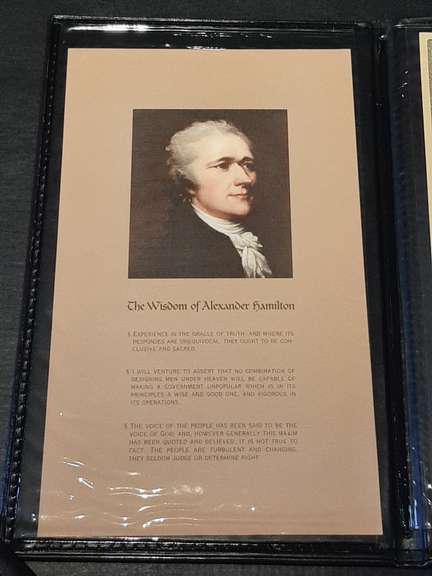 The Wisdom of Alexander Hamilton
§ EXPERIENCE IN THE ORACLE OF TRUTH; AND WHERE ITS
RESPONSES ARE UNEQUIVOCAL, THEY OUGHT TO BE CON-
CLUSIVE AND SACRED.
§ I WILL VENTURE TO ASSERT THAT NO COMBINATION OF
DESIGNING MEN UNDER HEAVEN WILL BE CAPABLE OF
MAKING A GOVERNMENT UNPOPULAR WHICH IS IN ITS
PRINCIPLES A WISE AND GOOD ONE, AND VIGOROUS IN
ITS OPERATIONS.
§ THE VOICE OF THE PEOPLE HAS BEEN SAID TO BE THE
VOICE OF GOD; AND, HOWEVER GENERALLY THIS MAXIM
HAS BEEN QUOTED AND BELIEVED, IT IS NOT TRUE TO
FACT. THE PEOPLE ARE TURBULENT AND CHANGING,
THEY SELDOM JUDGE OR DETERMINE RIGHT.